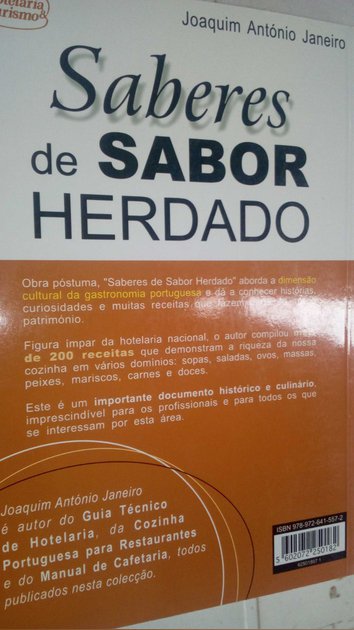 otelaria
urismo&
Joaquim António Janeiro
Saberes
de SABOR
HERDADO
Obra póstuma, "Saberes de Sabor Herdado" aborda a dimensão
cultural da gastronomia portuguesa e dá a conhecer histórias,
curiosidades e muitas receitas que fazem
património.
Figura impar da hotelaria nacional, o autor compilou mais
de 200 receitas que demonstram a riqueza da nossa
cozinha em vários domínios: sopas, saladas, ovos, massas,
peixes, mariscos, carnes e doces.
Este é um importante documento histórico e culinário,
imprescindível para os profissionais e para todos os que
se interessam por esta área.
Joaquim António Janeiro
é autor do Guia Técnico
de Hotelaria, da Cozinha
Portuguesa para Restaurantes
e do Manual de Cafetaria, todos
publicados nesta colecção.
ISBN 978-972-641-557-2
5602072 250182